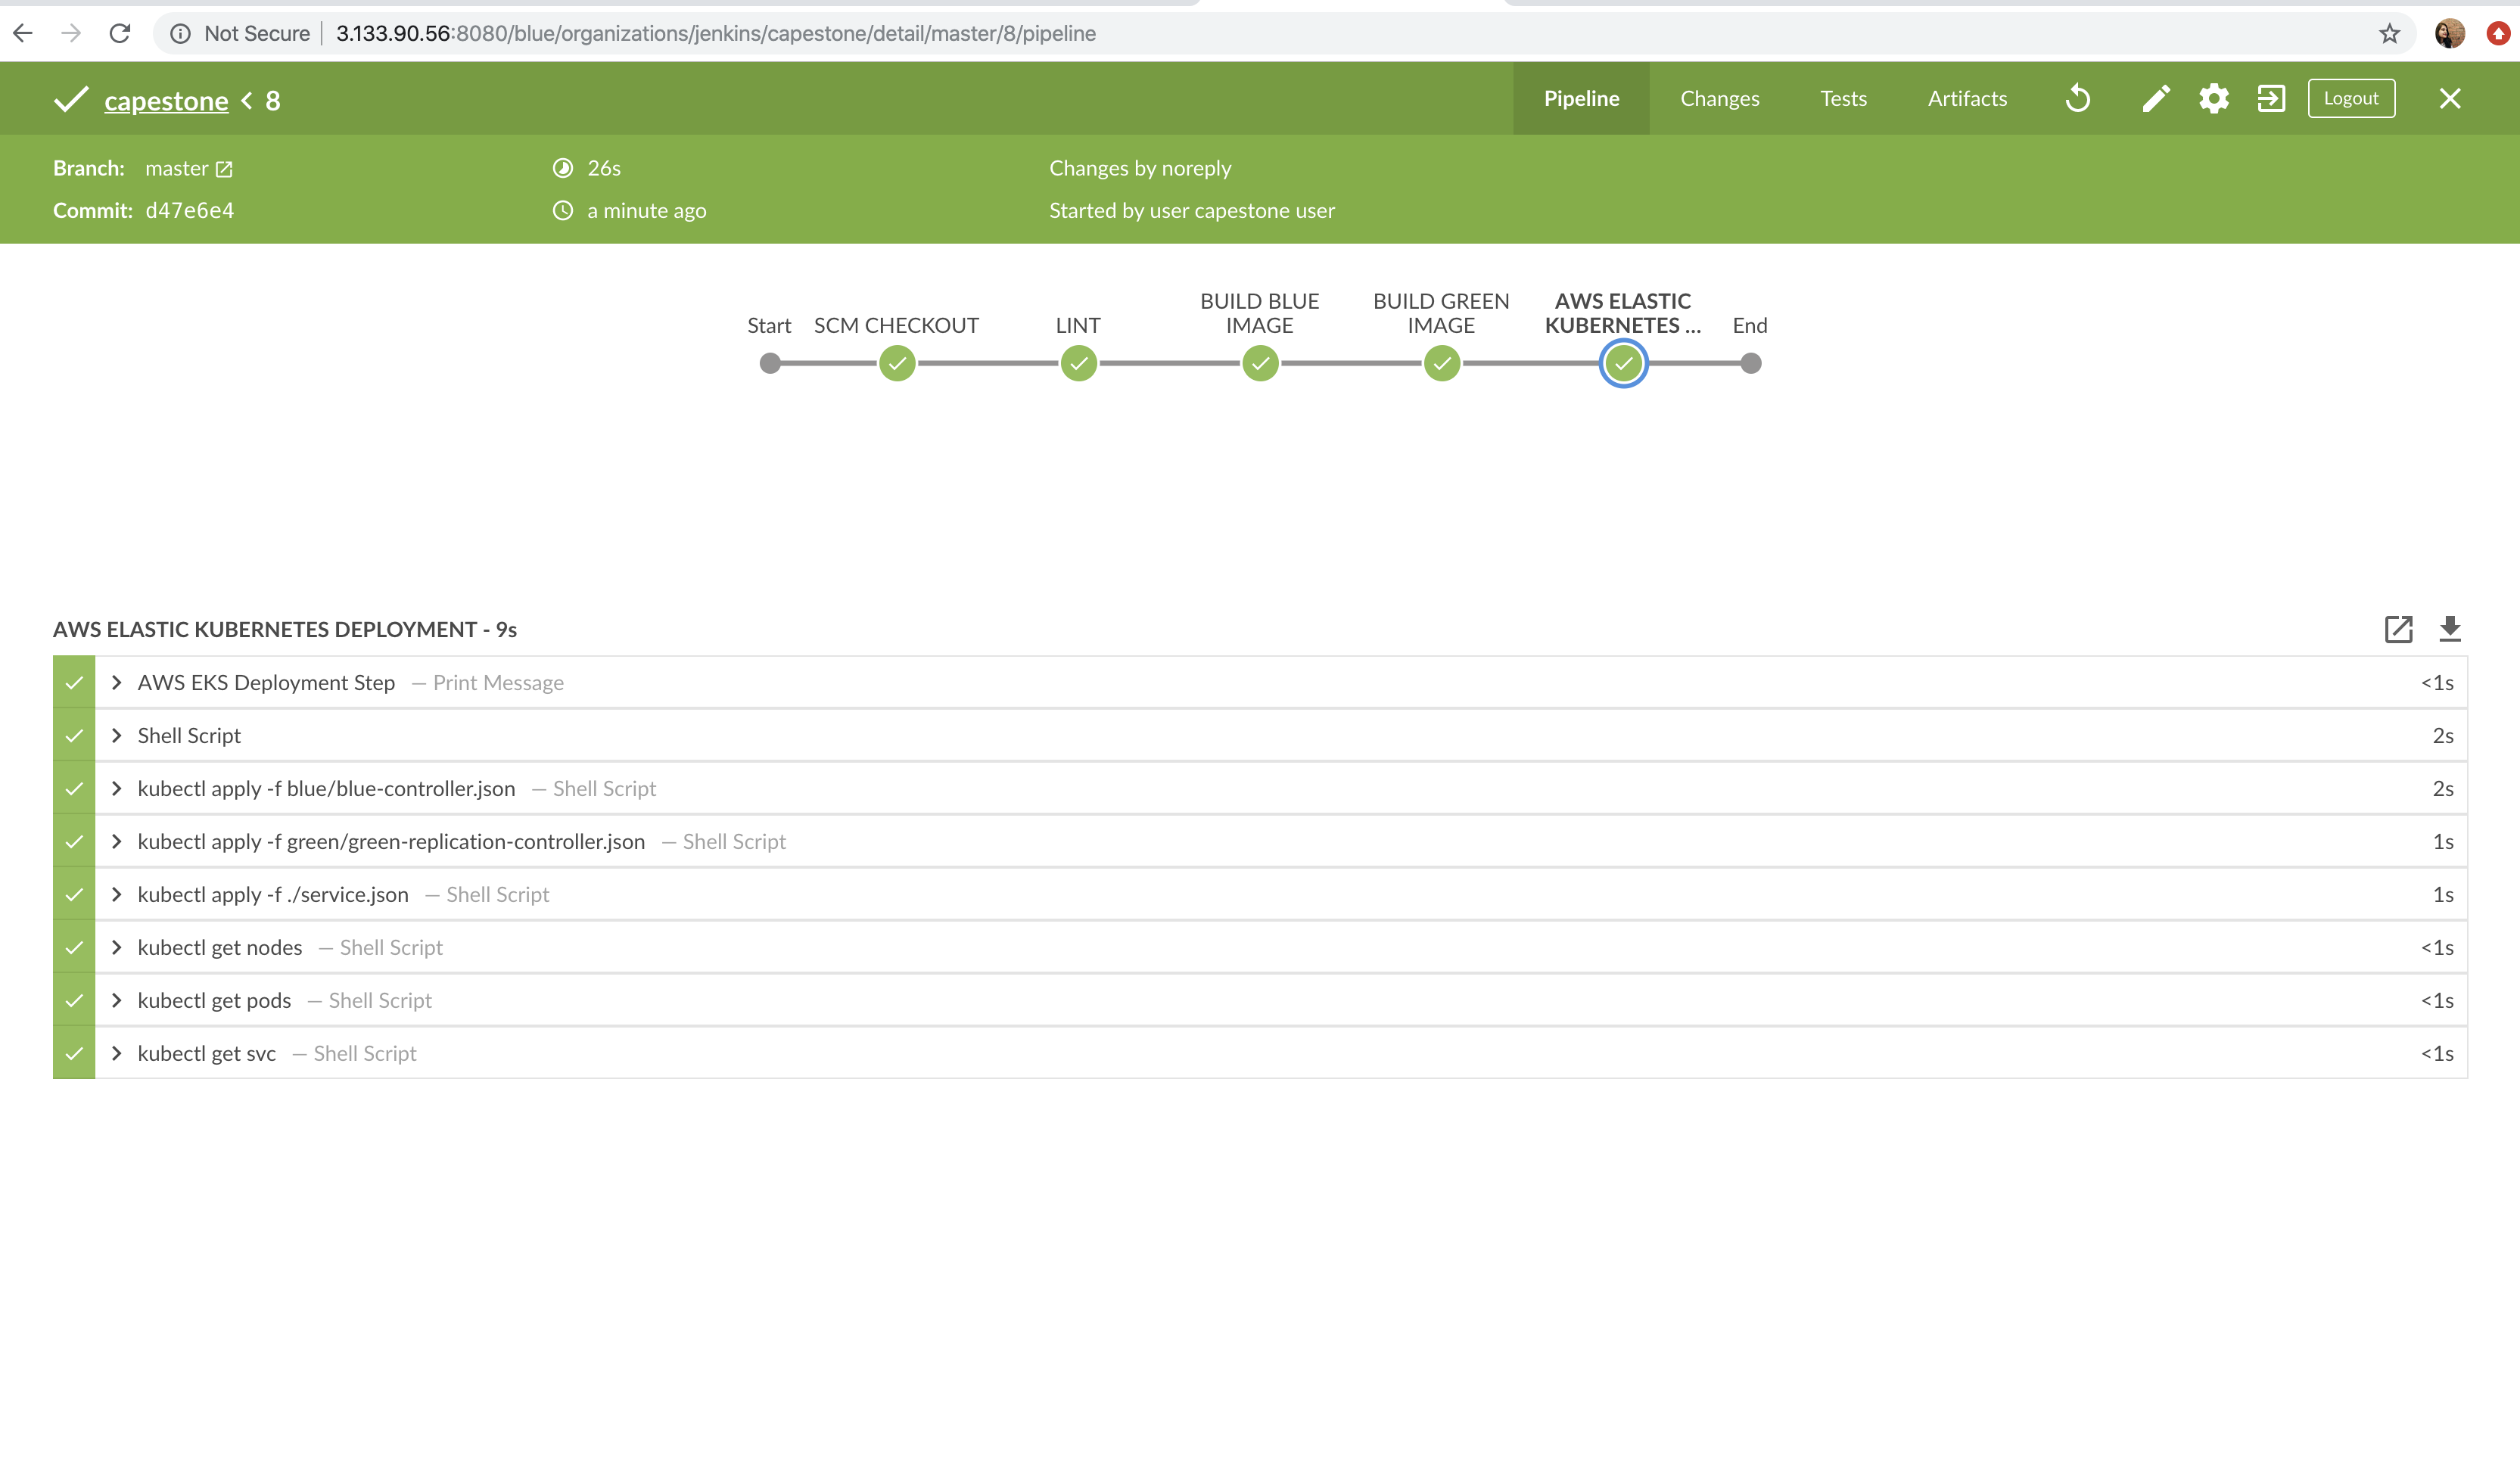 Not Secure | 3.133.90.56:8080/blue/organizations/jenkins/capestone/detail/master/8/pipeline
capestone < 8 Pipeline Changes Tests Artifacts Logout
Branch: master 26s Changes by noreply
Commit: d47e6e4 a minute ago Started by user capestone user
BUILD BLUE BUILD GREEN AWS ELASTIC
Start SCM CHECKOUT LINT IMAGE IMAGE KUBERNETES ... End
AWS ELASTIC KUBERNETES DEPLOYMENT - 9s
AWS EKS Deployment Step — Print Message <1s
Shell Script 2s
kubectl apply -f blue/blue-controller.json — Shell Script 2s
kubectl apply -f green/green-replication-controller.json — Shell Script 1s
kubectl apply -f ./service.json — Shell Script 1s
kubectl get nodes — Shell Script <1s
kubectl get pods — Shell Script <1s
kubectl get svc — Shell Script <1s